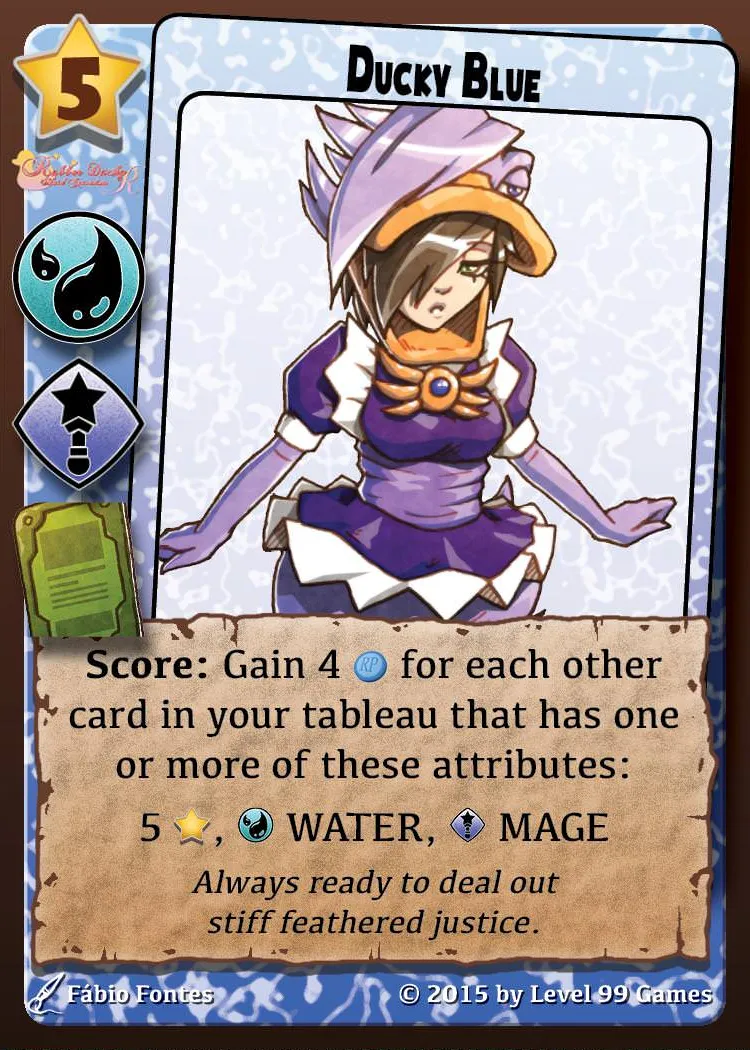 Ducky Blue
5
Rubber Ducky R
Score: Gain 4 RP for each other
card in your tableau that has one
or more of these attributes:
5 , WATER, MAGE
Always ready to deal out
stiff feathered justice.
Fábio Fontes
© 2015 by Level 99 Games